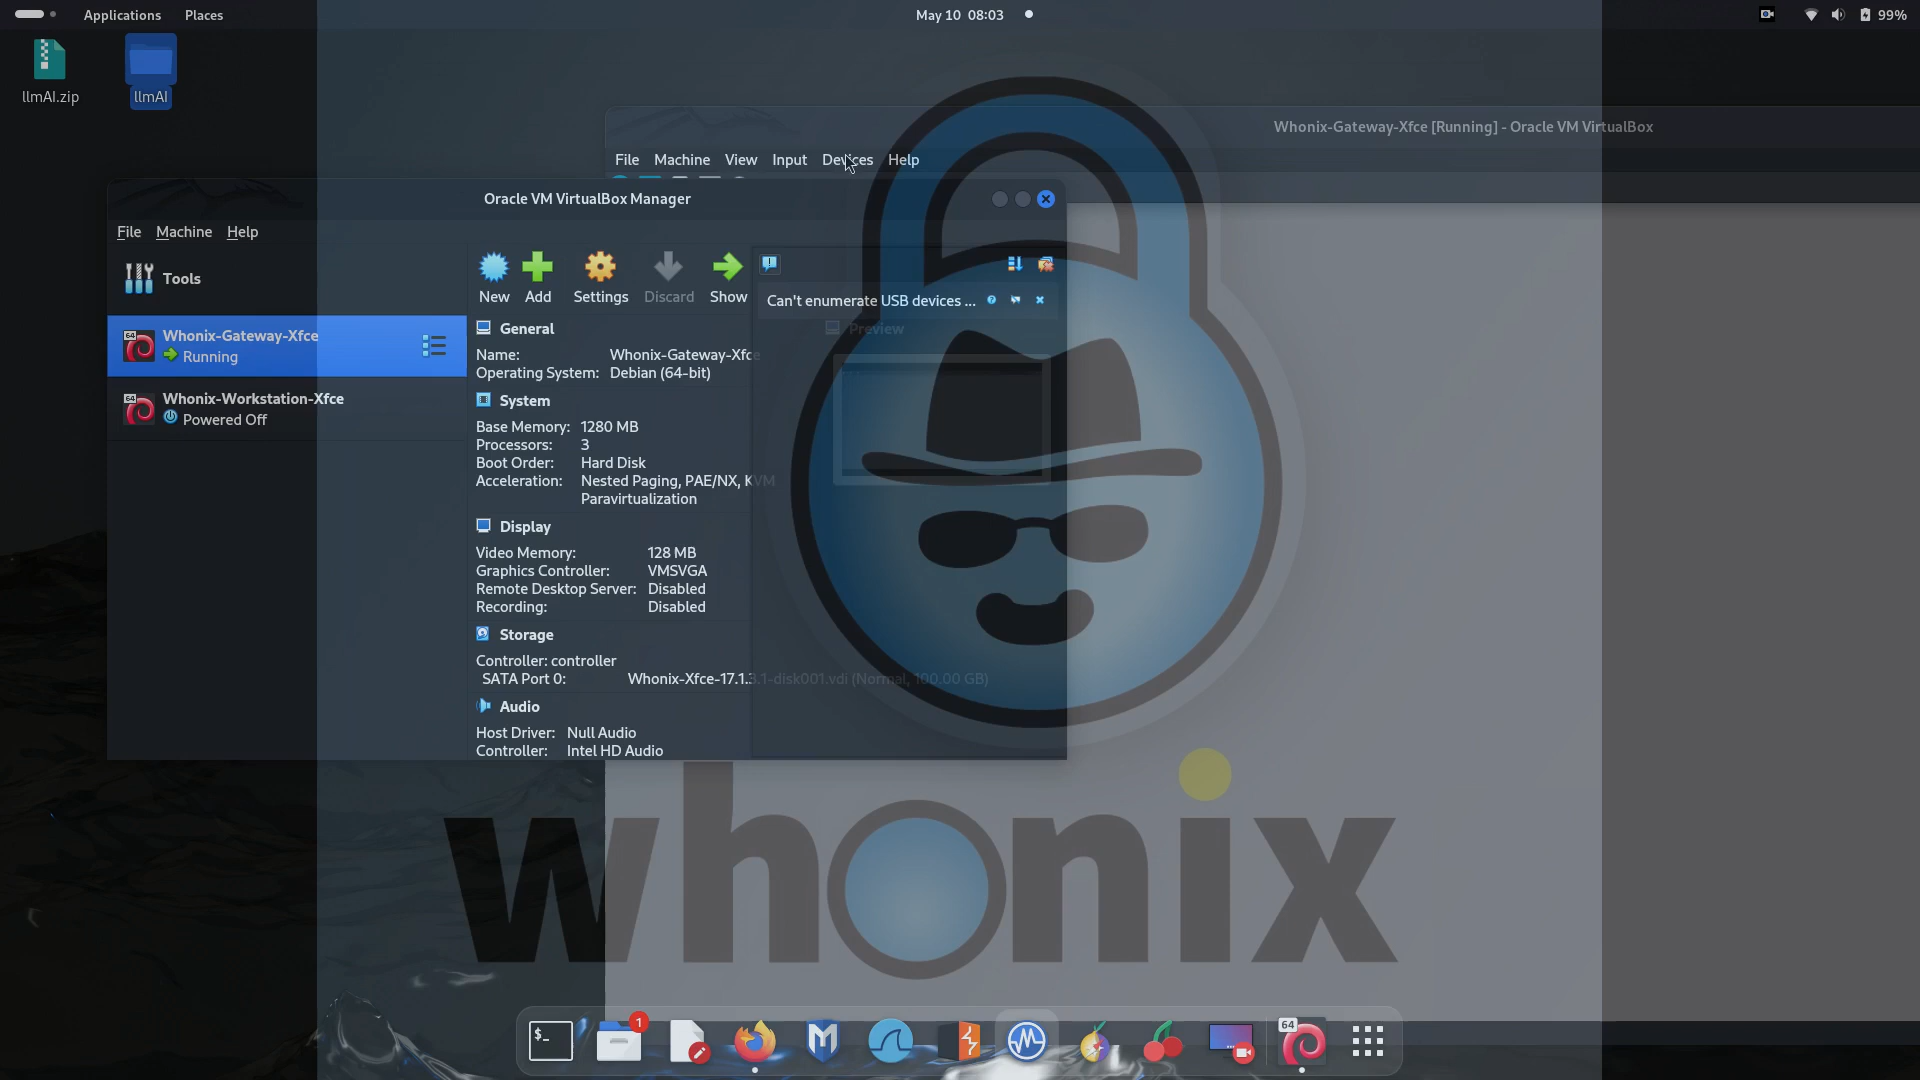 Applications Places
May 10 08:03
99%
llmAI.zip
llmAI
Whonix-Gateway-Xfce [Running] - Oracle VM VirtualBox
File Machine View Input Devices Help
Oracle VM VirtualBox Manager
File Machine Help
Tools
New Add Settings Discard Show
Can't enumerate USB devices ...
64
Whonix-Gateway-Xfce
Running
64
Whonix-Workstation-Xfce
Powered Off
General
Preview
Name: Whonix-Gateway-Xfce
Operating System: Debian (64-bit)
System
Base Memory: 1280 MB
Processors: 3
Boot Order: Hard Disk
Acceleration: Nested Paging, PAE/NX, KVM
Paravirtualization
Display
Video Memory: 128 MB
Graphics Controller: VMSVGA
Remote Desktop Server: Disabled
Recording: Disabled
Storage
Controller: controller
SATA Port 0: Whonix-Xfce-17.1.3.1-disk001.vdi (Normal, 100.00 GB)
Audio
Host Driver: Null Audio
Controller: Intel HD Audio
whonix
$_
1
64